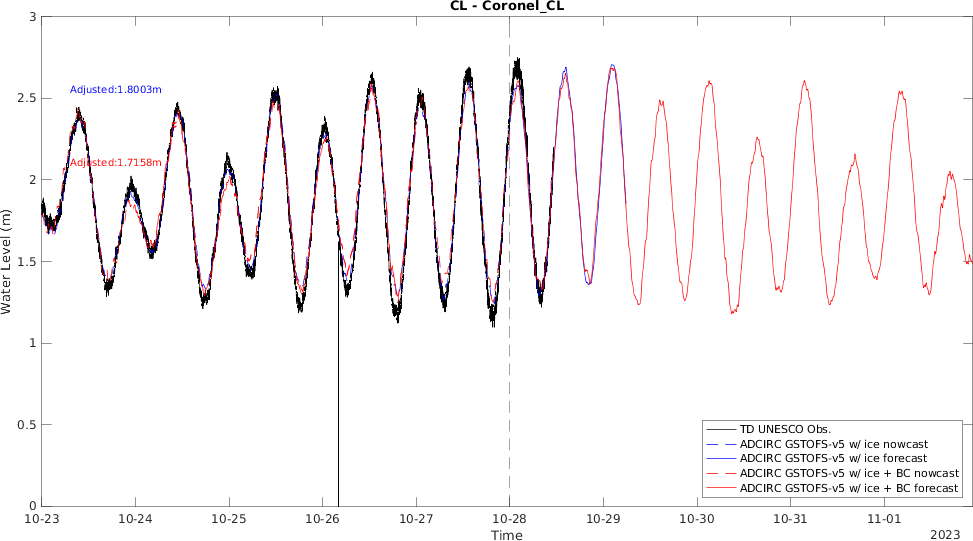 CL - Coronel_CL
3
2.5
2
1.5
1
0.5
0
Water Level (m)
Adjusted:1.8003m
Adjusted:1.7158m
TD UNESCO Obs.
ADCIRC GSTOFS-v5 w/ ice nowcast
ADCIRC GSTOFS-v5 w/ ice forecast
ADCIRC GSTOFS-v5 w/ ice + BC nowcast
ADCIRC GSTOFS-v5 w/ ice + BC forecast
10-23 10-24 10-25 10-26 10-27 10-28 10-29 10-30 10-31 11-01
Time
2023